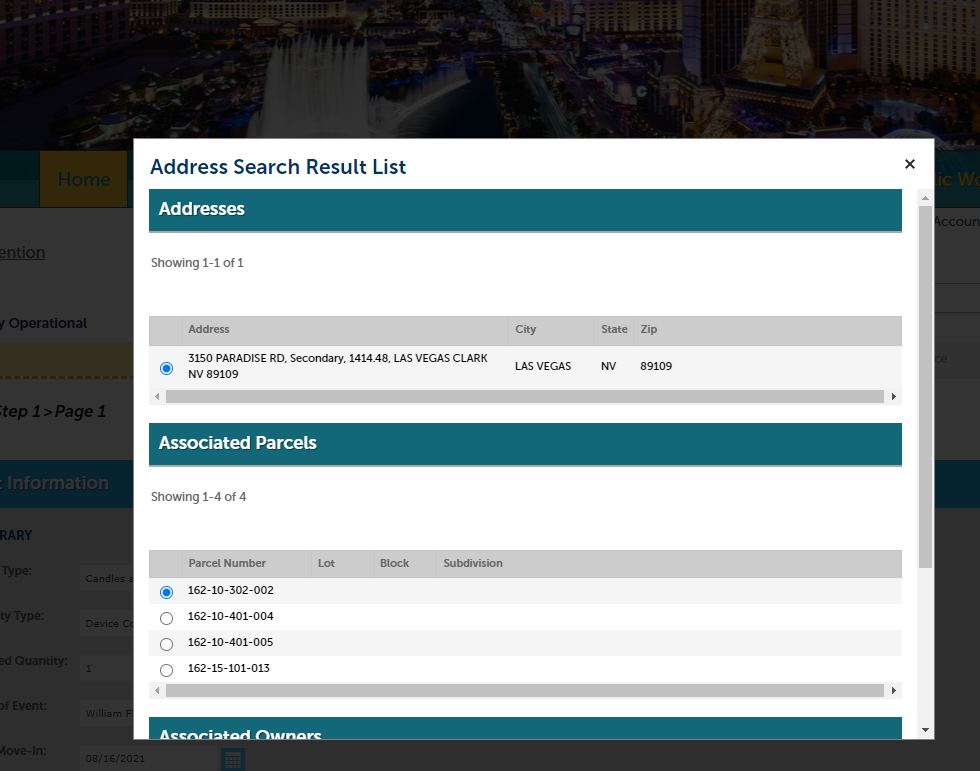 Home
ention
y Operational
Step 1>Page 1
t Information
RARY
Type:
Candles a
ty Type:
Device Co
ed Quantity:
1
of Event:
William F
Move-In:
08/16/2021
lic Wo
Accoun
ce
Address Search Result List
×
Addresses
Showing 1-1 of 1
Address City State Zip
3150 PARADISE RD, Secondary, 1414.48, LAS VEGAS CLARK LAS VEGAS NV 89109
NV 89109
Associated Parcels
Showing 1-4 of 4
Parcel Number Lot Block Subdivision
162-10-302-002
162-10-401-004
162-10-401-005
162-15-101-013
Associated Owners